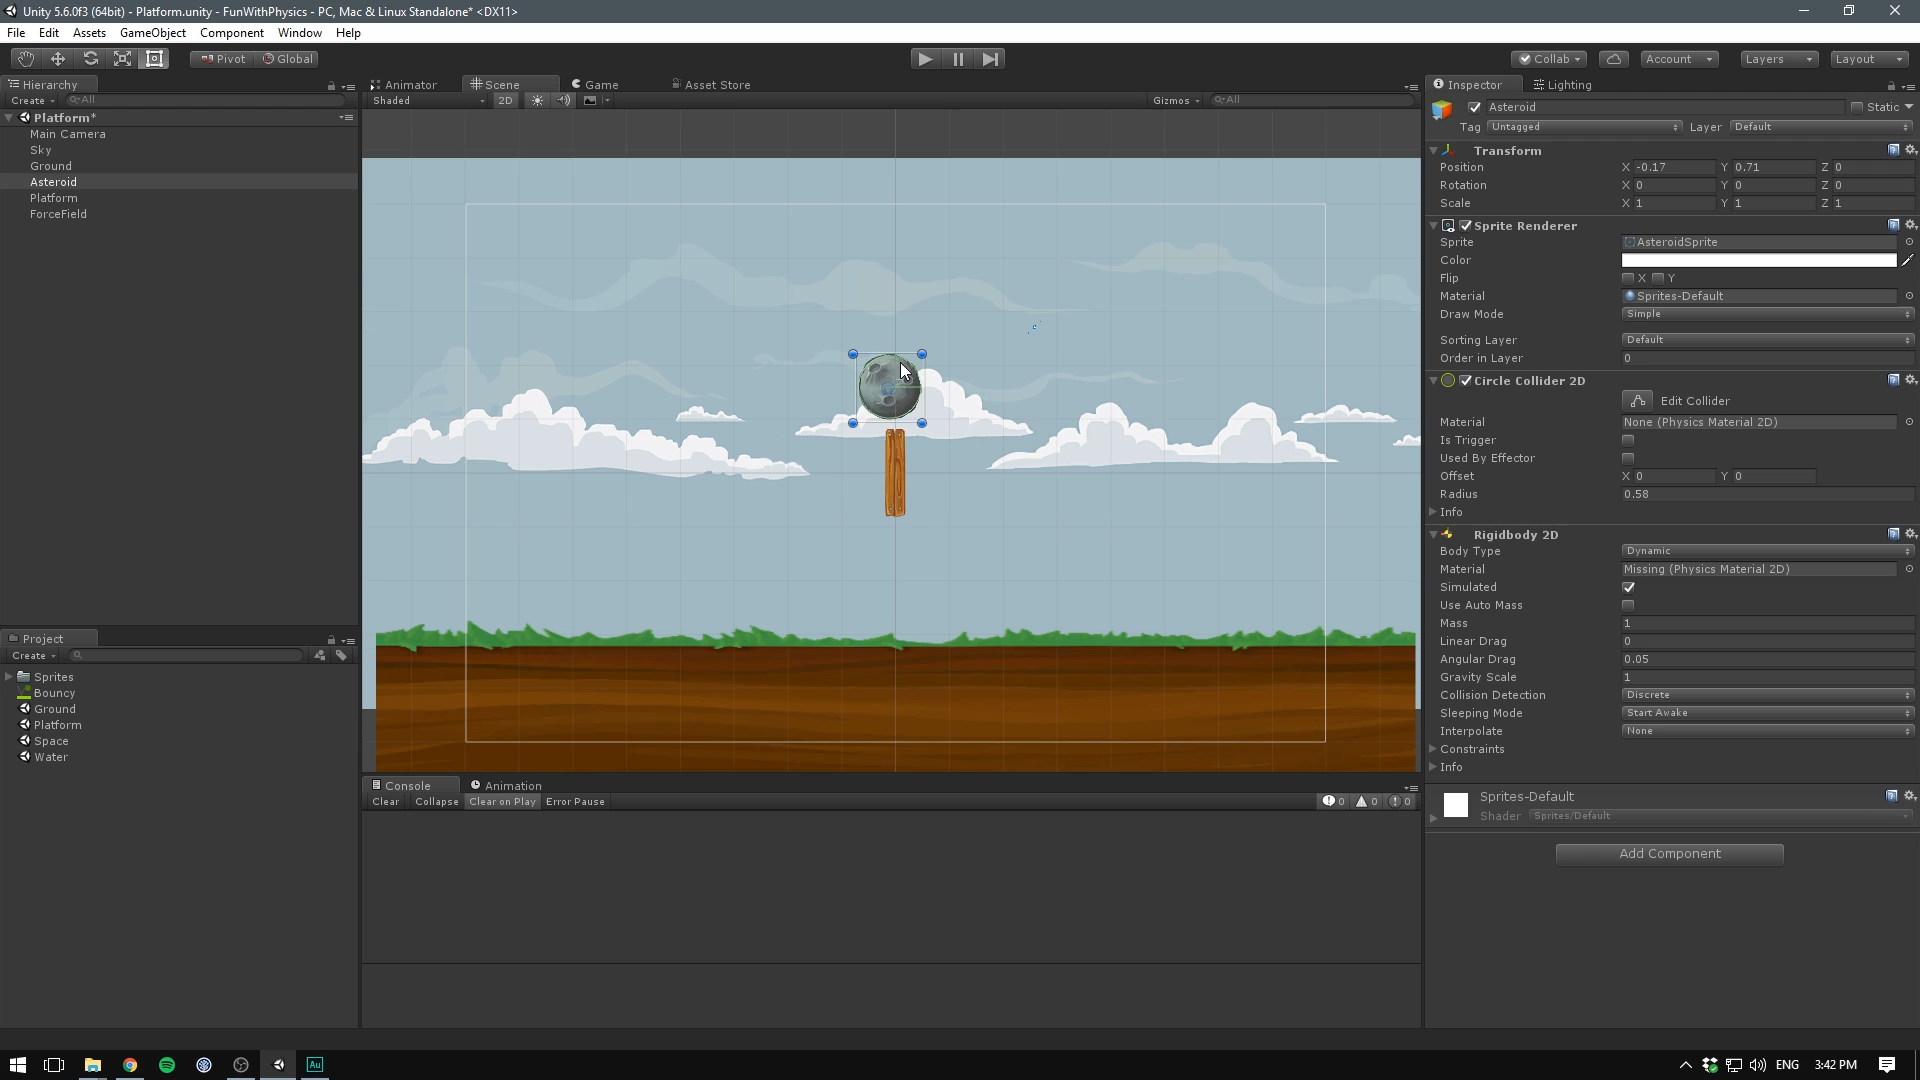 Unity 5.6.0f3 (64bit) - Platform.unity - FunWithPhysics - PC, Mac & Linux Standalone* <DX11>
File Edit Assets GameObject Component Window Help
Pivot Global Collab Account Layers Layout
Hierarchy
Create All
Platform*
Main Camera
Sky
Ground
Asteroid
Platform
ForceField
Project
Create
Sprites
Bouncy
Ground
Platform
Space
Water
Animator Scene Game Asset Store
Shaded 2D Gizmos All
Console Animation
Clear Collapse Clear on Play Error Pause 0 0 0
Inspector Lighting
Asteroid Static
Tag Untagged Layer Default
Transform
Position X -0.17 Y 0.71 Z 0
Rotation X 0 Y 0 Z 0
Scale X 1 Y 1 Z 1
Sprite Renderer
Sprite AsteroidSprite
Color
Flip X Y
Material Sprites-Default
Draw Mode Simple
Sorting Layer Default
Order in Layer 0
Circle Collider 2D
Edit Collider
Material None (Physics Material 2D)
Is Trigger
Used By Effector
Offset X 0 Y 0
Radius 0.58
Info
Rigidbody 2D
Body Type Dynamic
Material Missing (Physics Material 2D)
Simulated
Use Auto Mass
Mass 1
Linear Drag 0
Angular Drag 0.05
Gravity Scale 1
Collision Detection Discrete
Sleeping Mode Start Awake
Interpolate None
Constraints
Info
Sprites-Default
Shader Sprites/Default
Add Component
Au ENG 3:42 PM